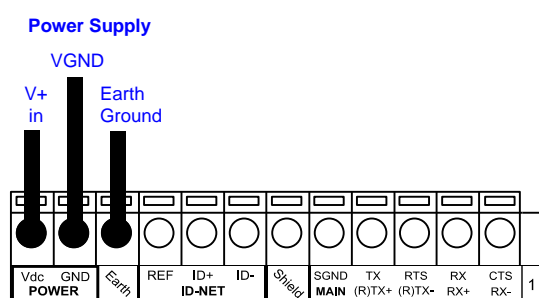 Power Supply
VGND
V+ in
Earth Ground
Vdc GND Earth REF ID+ ID- Shield SGND TX RTS RX CTS 1
POWER ID-NET MAIN (R)TX+ (R)TX- RX+ RX-